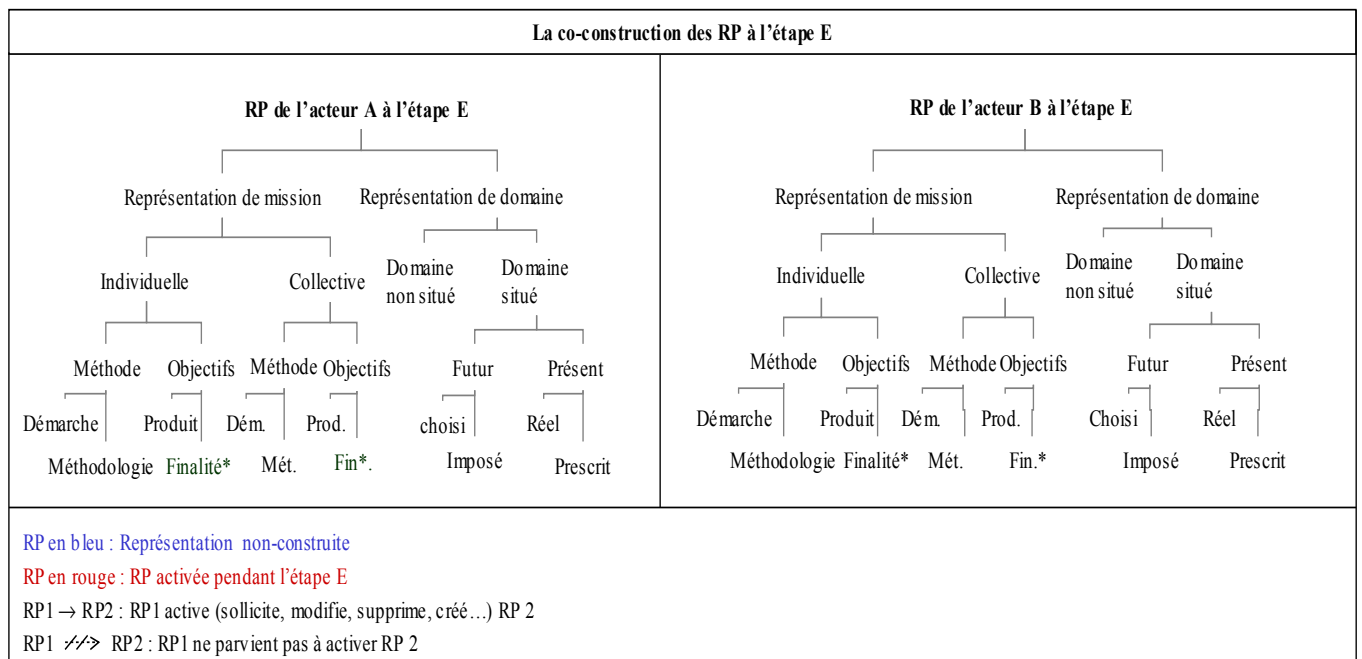 La co-construction des RP à l'étape E
RP de l'acteur A à l'étape E
Représentation de mission Représentation de domaine
Individuelle Collective Domaine non situé Domaine situé
Méthode Objectifs Méthode Objectifs Futur Présent
Démarche Produit Dém. Prod. choisi Réel
Méthodologie Finalité* Mét. Fin*. Imposé Prescrit
RP de l'acteur B à l'étape E
Représentation de mission Représentation de domaine
Individuelle Collective Domaine non situé Domaine situé
Méthode Objectifs Méthode Objectifs Futur Présent
Démarche Produit Dém. Prod. Choisi Réel
Méthodologie Finalité* Mét. Fin.* Imposé Prescrit
RP en bleu : Représentation non-construite
RP en rouge : RP activée pendant l'étape E
RP1 → RP2 : RP1 active (sollicite, modifie, supprime, créé…) RP 2
RP1 -/-/-> RP2 : RP1 ne parvient pas à activer RP 2